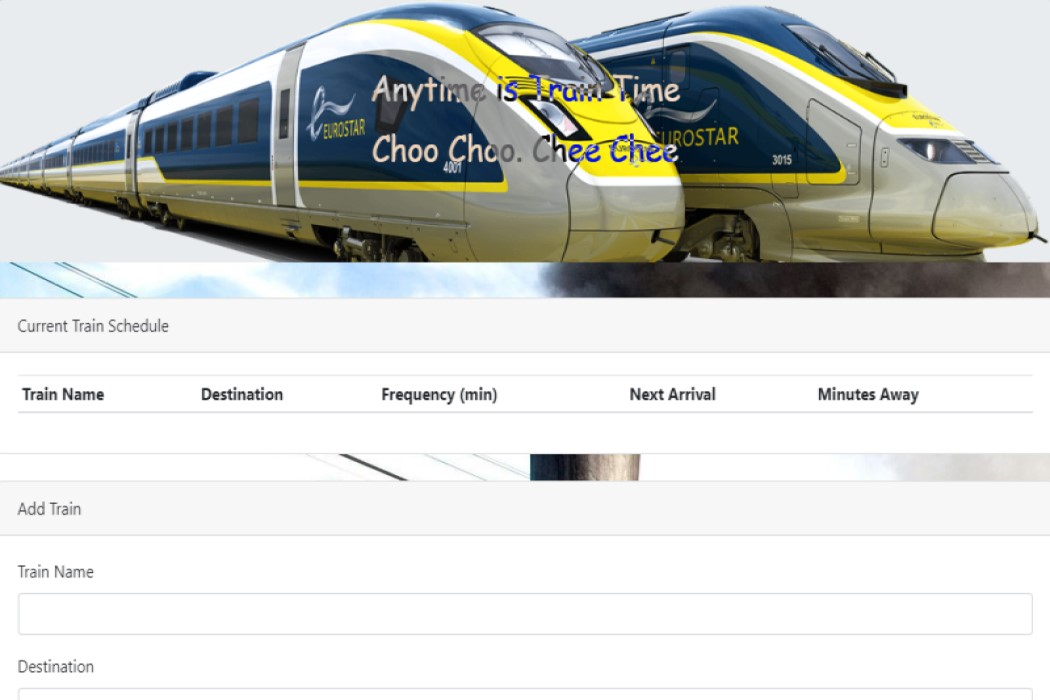 Anytime is Train Time
EUROSTAR
EUROSTAR
Choo Choo. Chee Chee
4001
3015
Current Train Schedule
Train Name Destination Frequency (min) Next Arrival Minutes Away
Add Train
Train Name
Destination